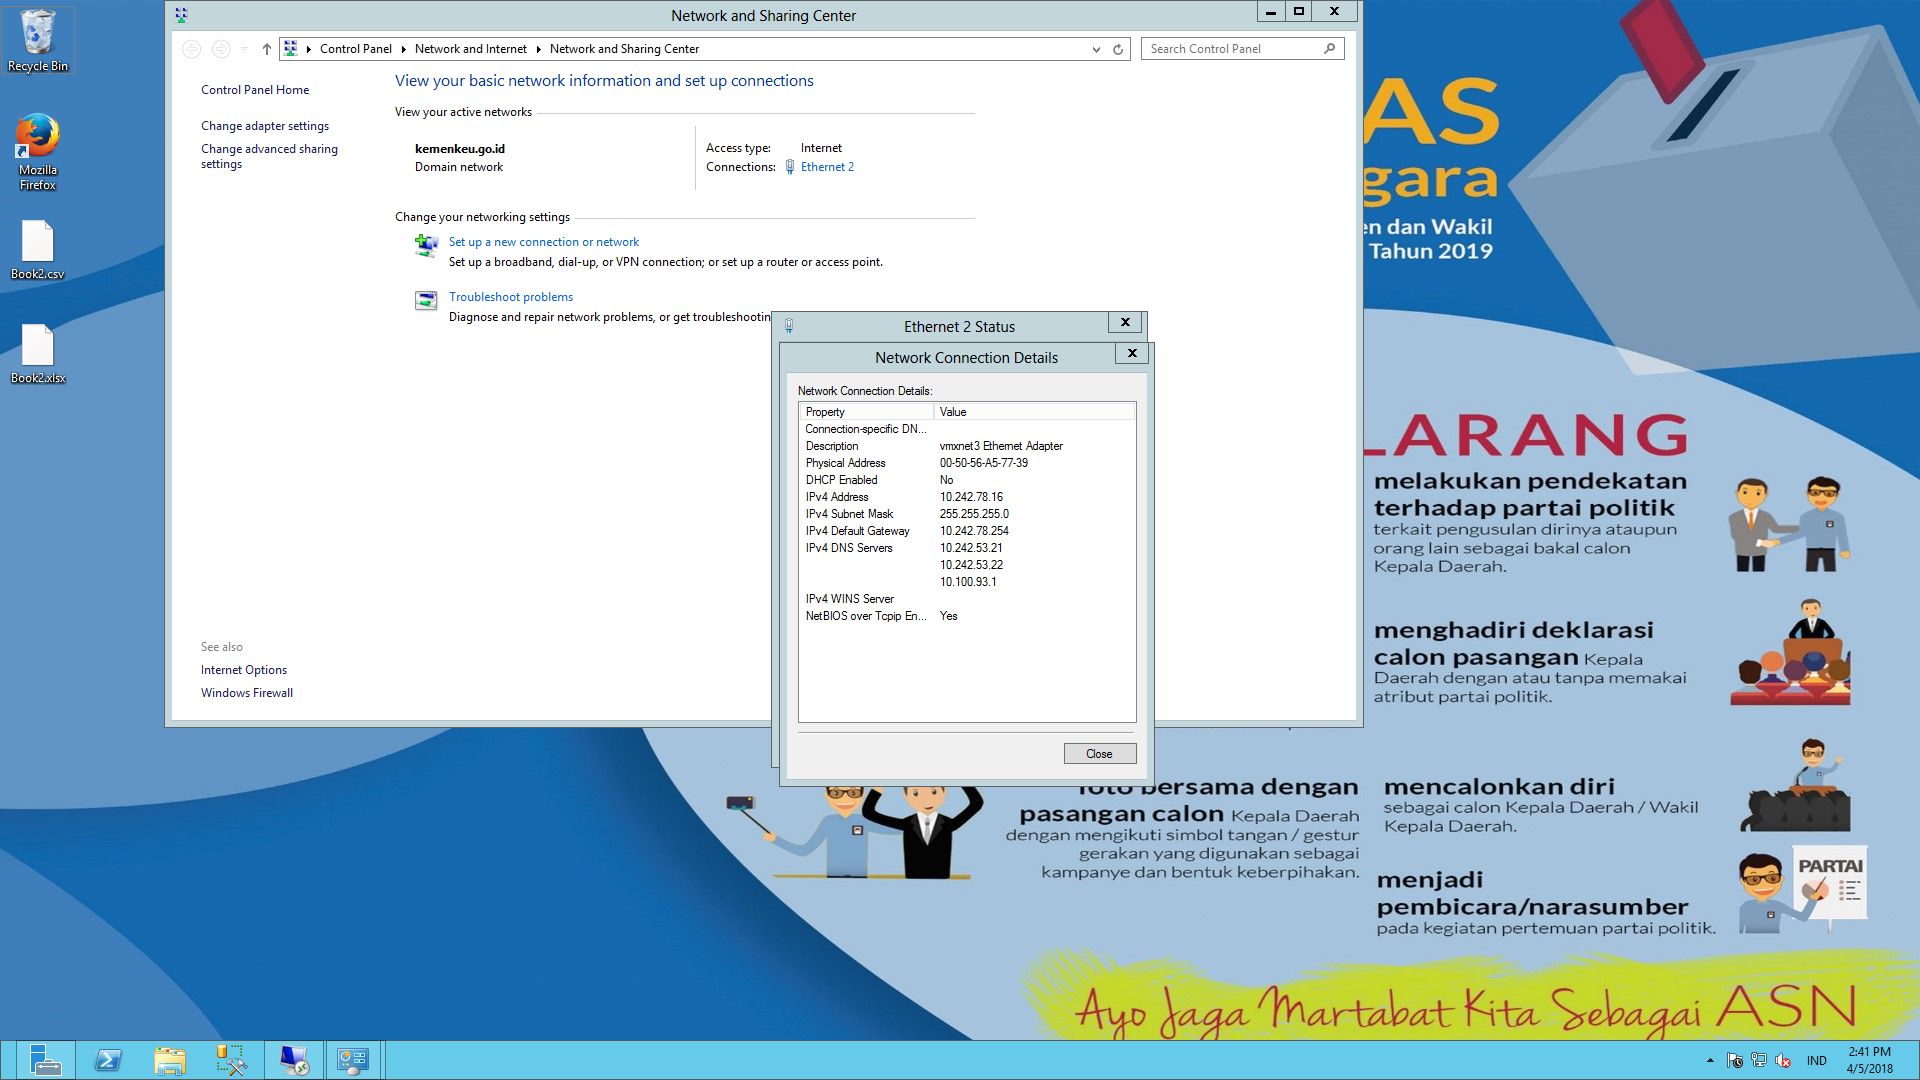 Recycle Bin
Mozilla
Firefox
Book2.csv
Book2.xlsx
Network and Sharing Center
Control Panel
Network and Internet
Network and Sharing Center
Search Control Panel
Control Panel Home
Change adapter settings
Change advanced sharing
settings
See also
Internet Options
Windows Firewall
View your basic network information and set up connections
View your active networks
kemenkeu.go.id
Domain network
Access type: Internet
Connections: Ethernet 2
Change your networking settings
Set up a new connection or network
Set up a broadband, dial-up, or VPN connection; or set up a router or access point.
Troubleshoot problems
Diagnose and repair network problems, or get troubleshootin
Ethernet 2 Status
Network Connection Details
Network Connection Details:
Property Value
Connection-specific DN...
Description vmxnet3 Ethernet Adapter
Physical Address 00-50-56-A5-77-39
DHCP Enabled No
IPv4 Address 10.242.78.16
IPv4 Subnet Mask 255.255.255.0
IPv4 Default Gateway 10.242.78.254
IPv4 DNS Servers 10.242.53.21
10.242.53.22
10.100.93.1
IPv4 WINS Server
NetBIOS over Tcpip En... Yes
Close
AS
gara
en dan Wakil
Tahun 2019
LARANG
melakukan pendekatan
terhadap partai politik
terkait pengusulan dirinya ataupun
orang lain sebagai bakal calon
Kepala Daerah.
menghadiri deklarasi
calon pasangan Kepala
Daerah dengan atau tanpa memakai
atribut partai politik.
foto bersama dengan
pasangan calon Kepala Daerah
dengan mengikuti simbol tangan / gestur
gerakan yang digunakan sebagai
kampanye dan bentuk keberpihakan.
mencalonkan diri
sebagai calon Kepala Daerah / Wakil
Kepala Daerah.
menjadi
pembicara/narasumber
pada kegiatan pertemuan partai politik.
PARTAI
Ayo Jaga Martabat Kita Sebagai ASN
IND
2:41 PM
4/5/2018